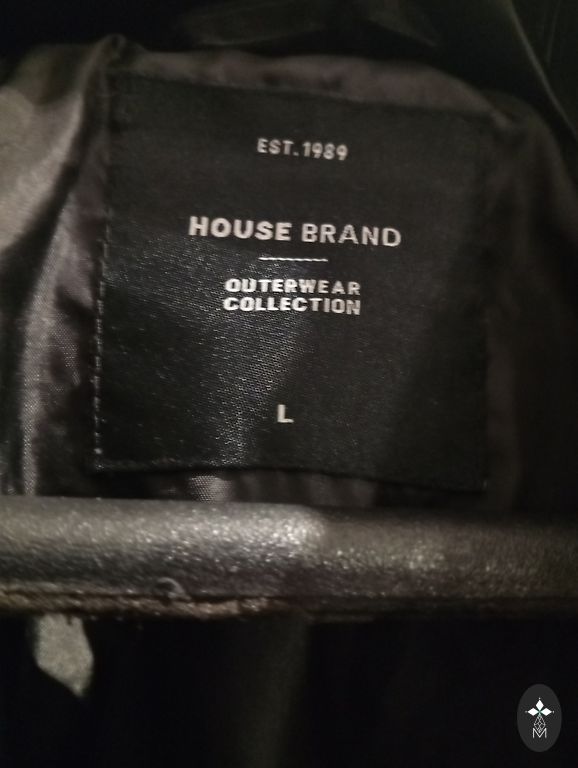 EST. 1989
HOUSE BRAND
OUTERWEAR
COLLECTION
L
M